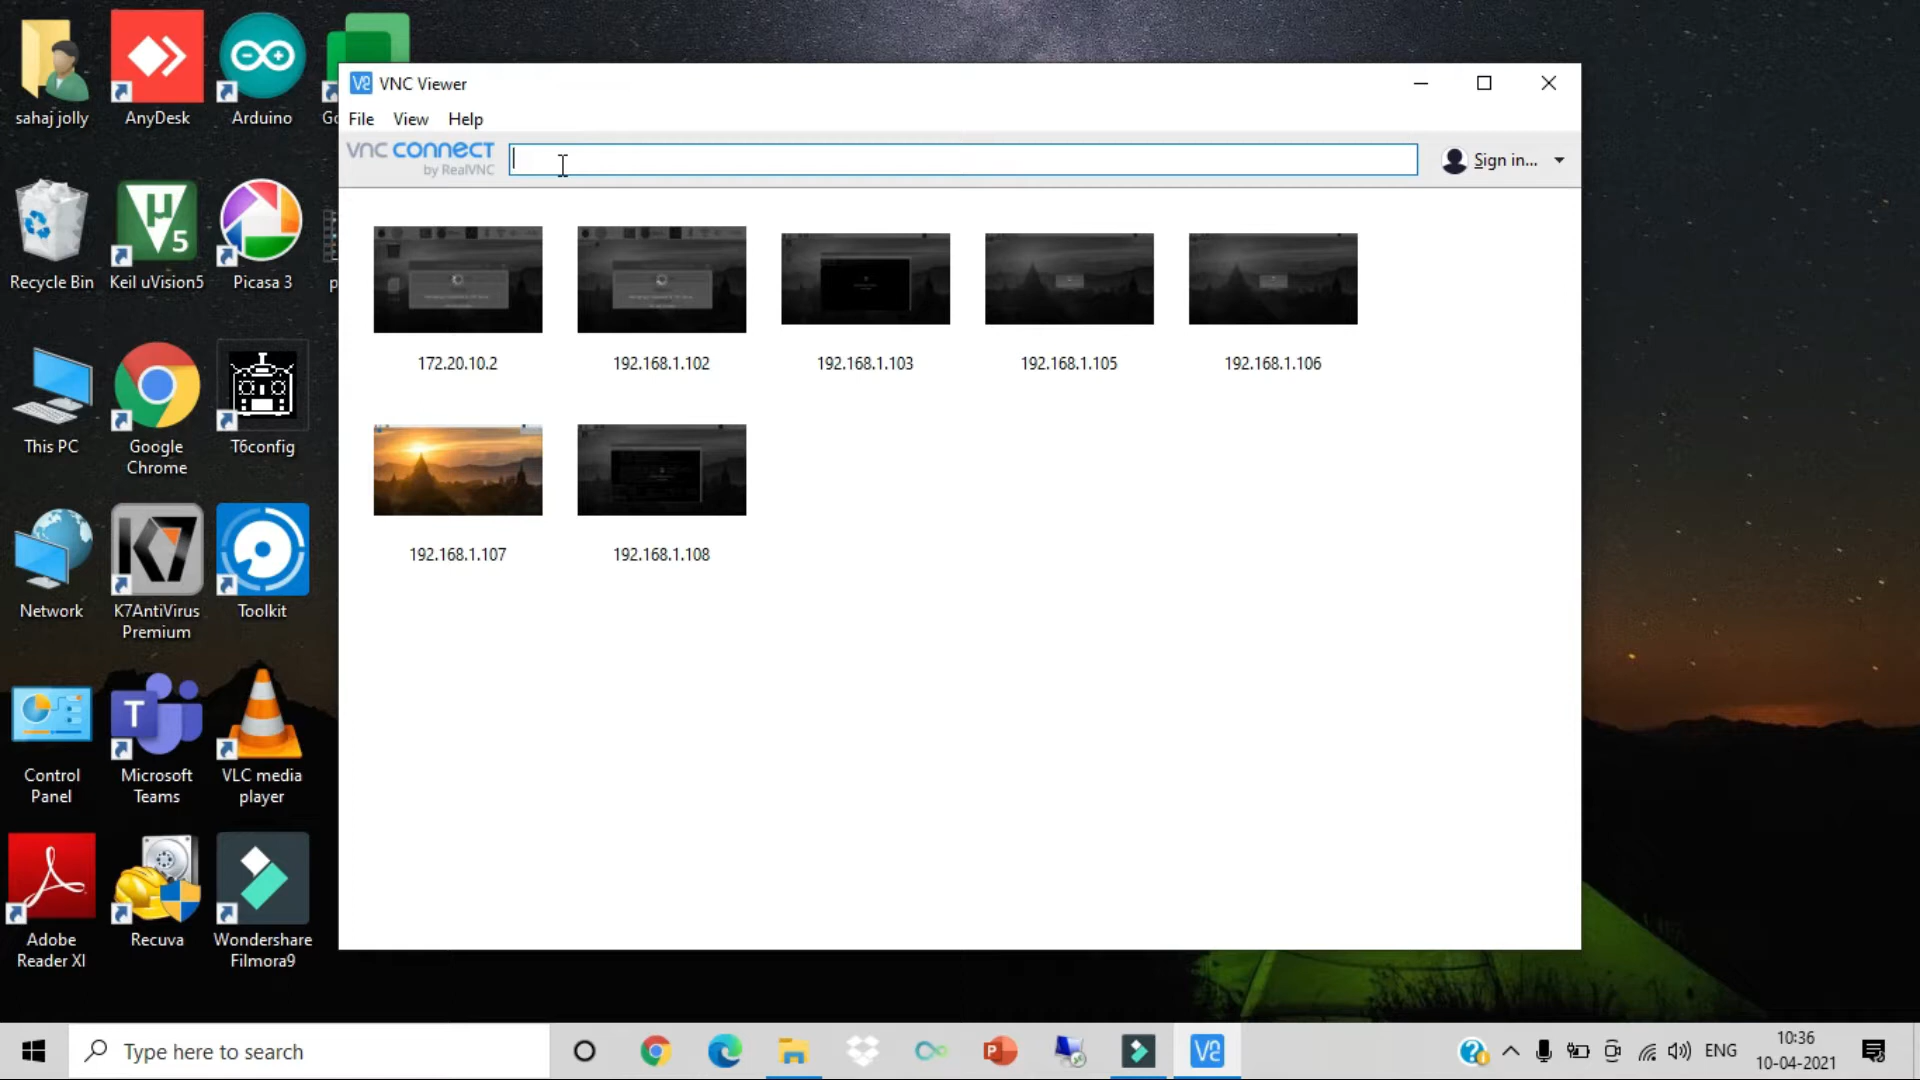 sahaj jolly
AnyDesk
Arduino
Recycle Bin
Keil uVision5
Picasa 3
This PC
Google
Chrome
T6config
Network
K7AntiVirus
Premium
Toolkit
Control
Panel
Microsoft
Teams
VLC media
player
Adobe
Reader XI
Recuva
Wondershare
Filmora9
VNC Viewer
File View Help
vnc connect
by RealVNC
Sign in...
172.20.10.2
192.168.1.102
192.168.1.103
192.168.1.105
192.168.1.106
192.168.1.107
192.168.1.108
Type here to search
ENG
10:36
10-04-2021